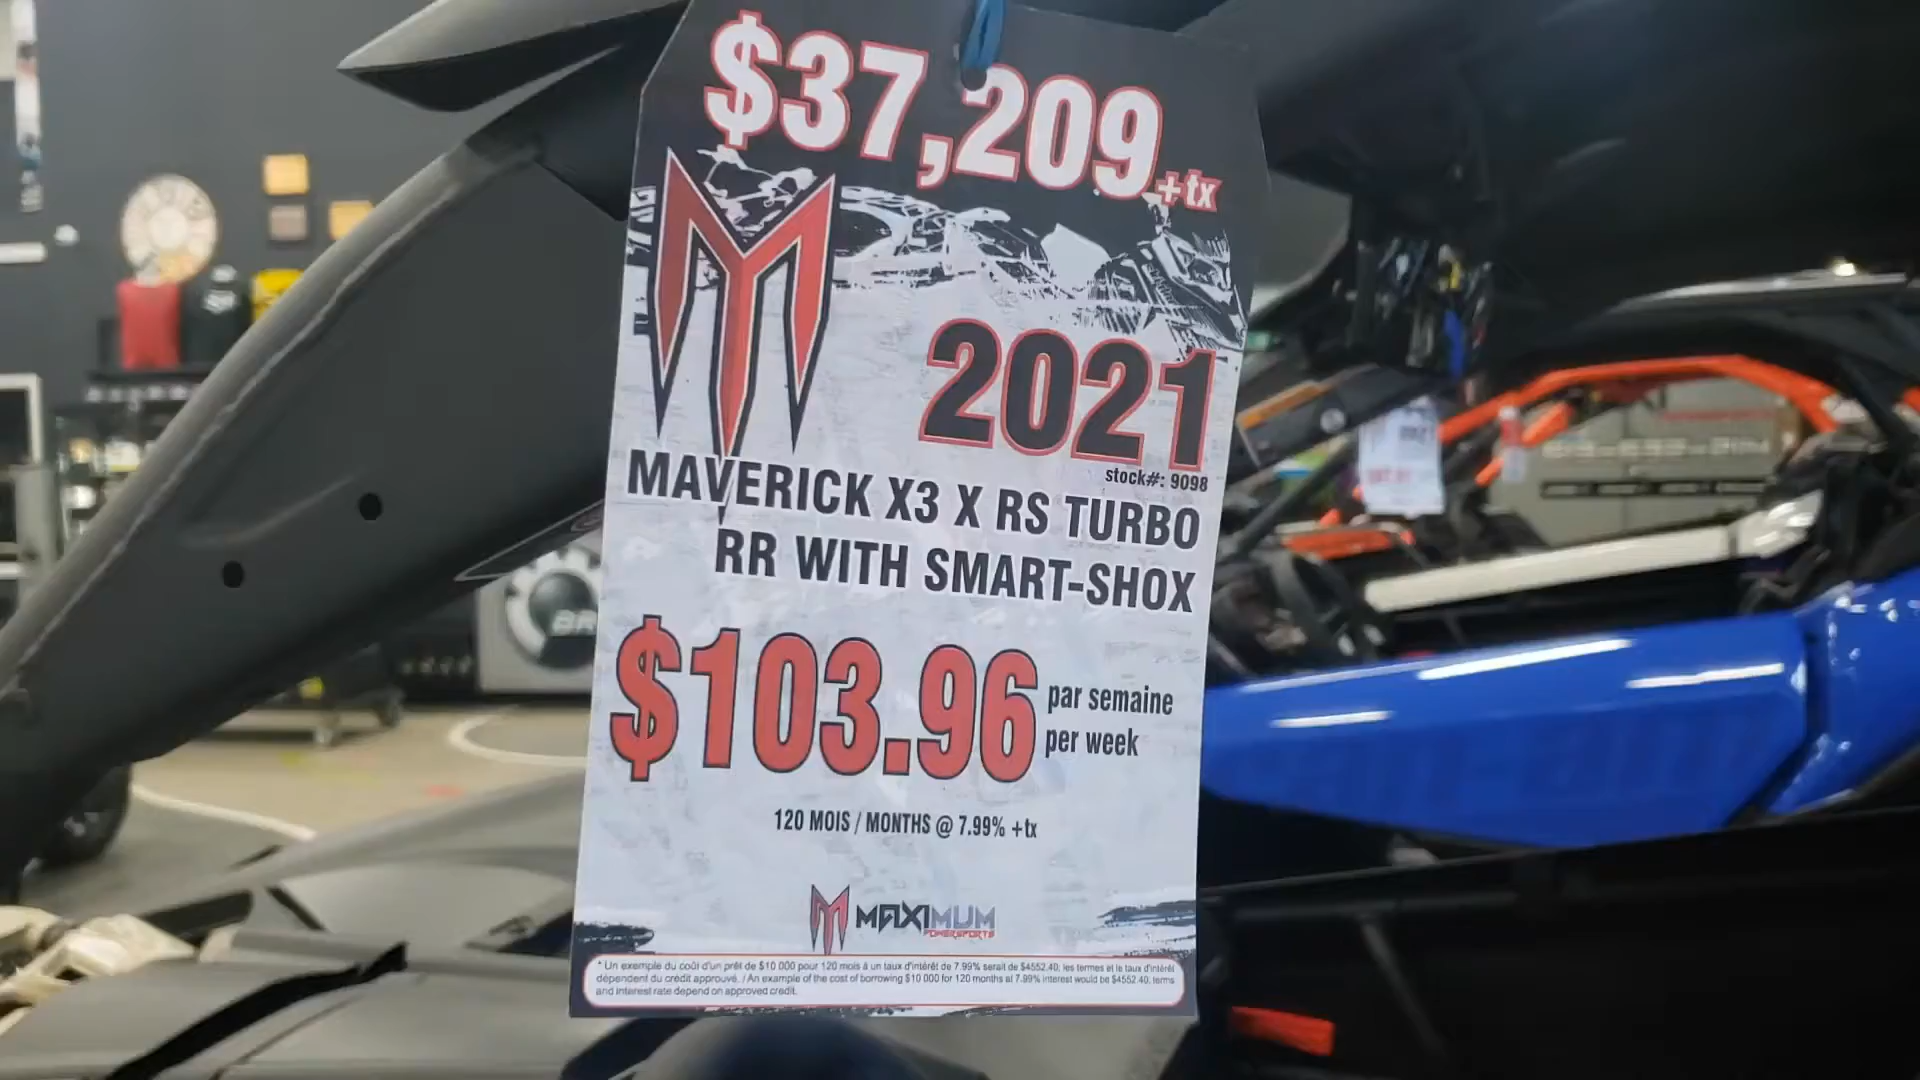 $37,209 +tx
2021
stock#: 9098
MAVERICK X3 X RS TURBO
RR WITH SMART-SHOX
$103.96
par semaine
per week
120 MOIS / MONTHS @ 7.99% +tx
MAXIMUM
POWERSPORTS
* Un exemple du coût d'un prêt de $10 000 pour 120 mois à un taux d'intérêt de 7.99% serait de $4552.40, les termes et le taux d'intérêt
dépendent du crédit approuvé. / An example of the cost of borrowing $10 000 for 120 months at 7.99% interest would be $4552.40, terms
and interest rate depend on approved credit.
BR